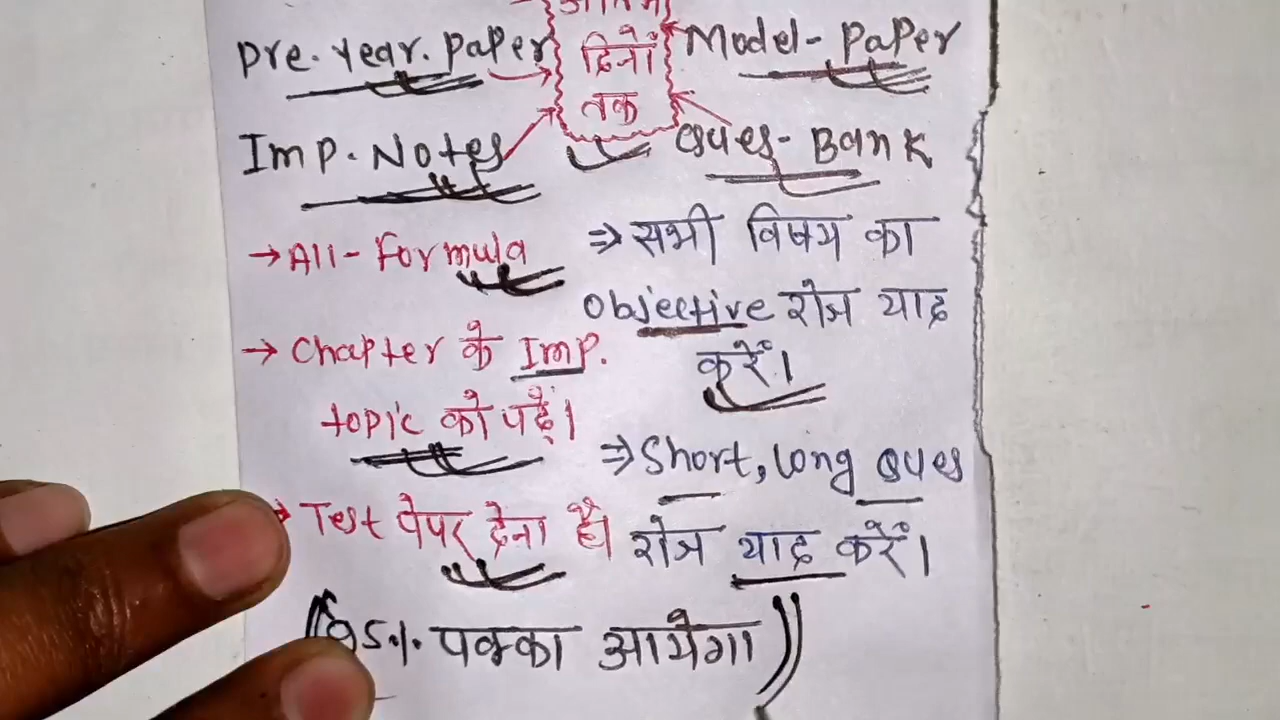 Pre. Year. Paper
अन्तिम
दिनों
तक
Model- Paper
Imp. Notes
Ques- Bank
→ All- Formula
→ Chapter के Imp.
topic को पढ़ें।
→ Test पेपर देना है।
⇒ सभी विषय का
Objective रोज याद
करें।
⇒ Short, Long Ques
रोज याद करें।
((95% पक्का आयेगा))